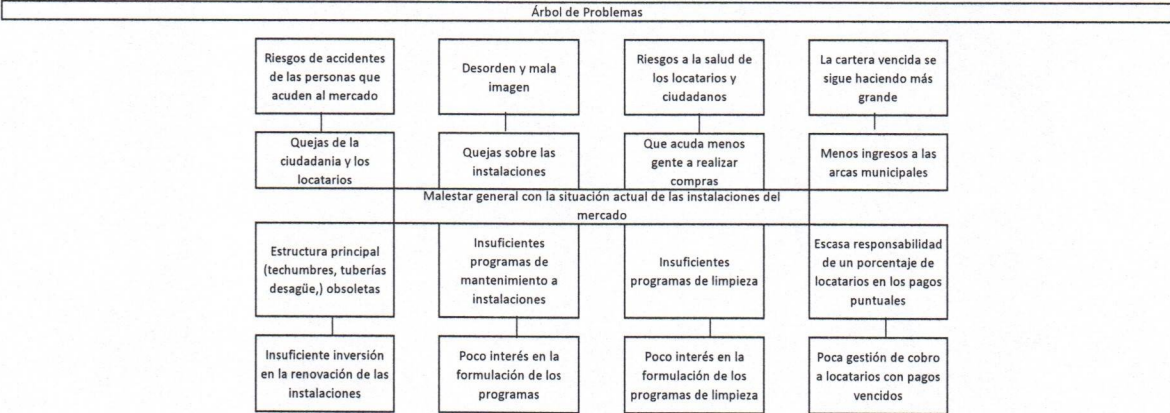 Árbol de Problemas
Riesgos de accidentes
de las personas que
acuden al mercado
Desorden y mala
imagen
Riesgos a la salud de
los locatarios y
ciudadanos
La cartera vencida se
sigue haciendo más
grande
Quejas de la
ciudadania y los
locatarios
Quejas sobre las
instalaciones
Que acuda menos
gente a realizar
compras
Menos ingresos a las
arcas municipales
Malestar general con la situación actual de las instalaciones del
mercado
Estructura principal
(techumbres, tuberías
desagüe,) obsoletas
Insuficientes
programas de
mantenimiento a
instalaciones
Insuficientes
programas de limpieza
Escasa responsabilidad
de un porcentaje de
locatarios en los pagos
puntuales
Insuficiente inversión
en la renovación de las
instalaciones
Poco interés en la
formulación de los
programas
Poco interés en la
formulación de los
programas de limpieza
Poca gestión de cobro
a locatarios con pagos
vencidos